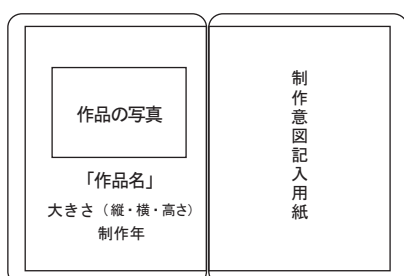 作品の写真
「作品名」
大きさ（縦・横・高さ）
制作年
制作意図記入用紙